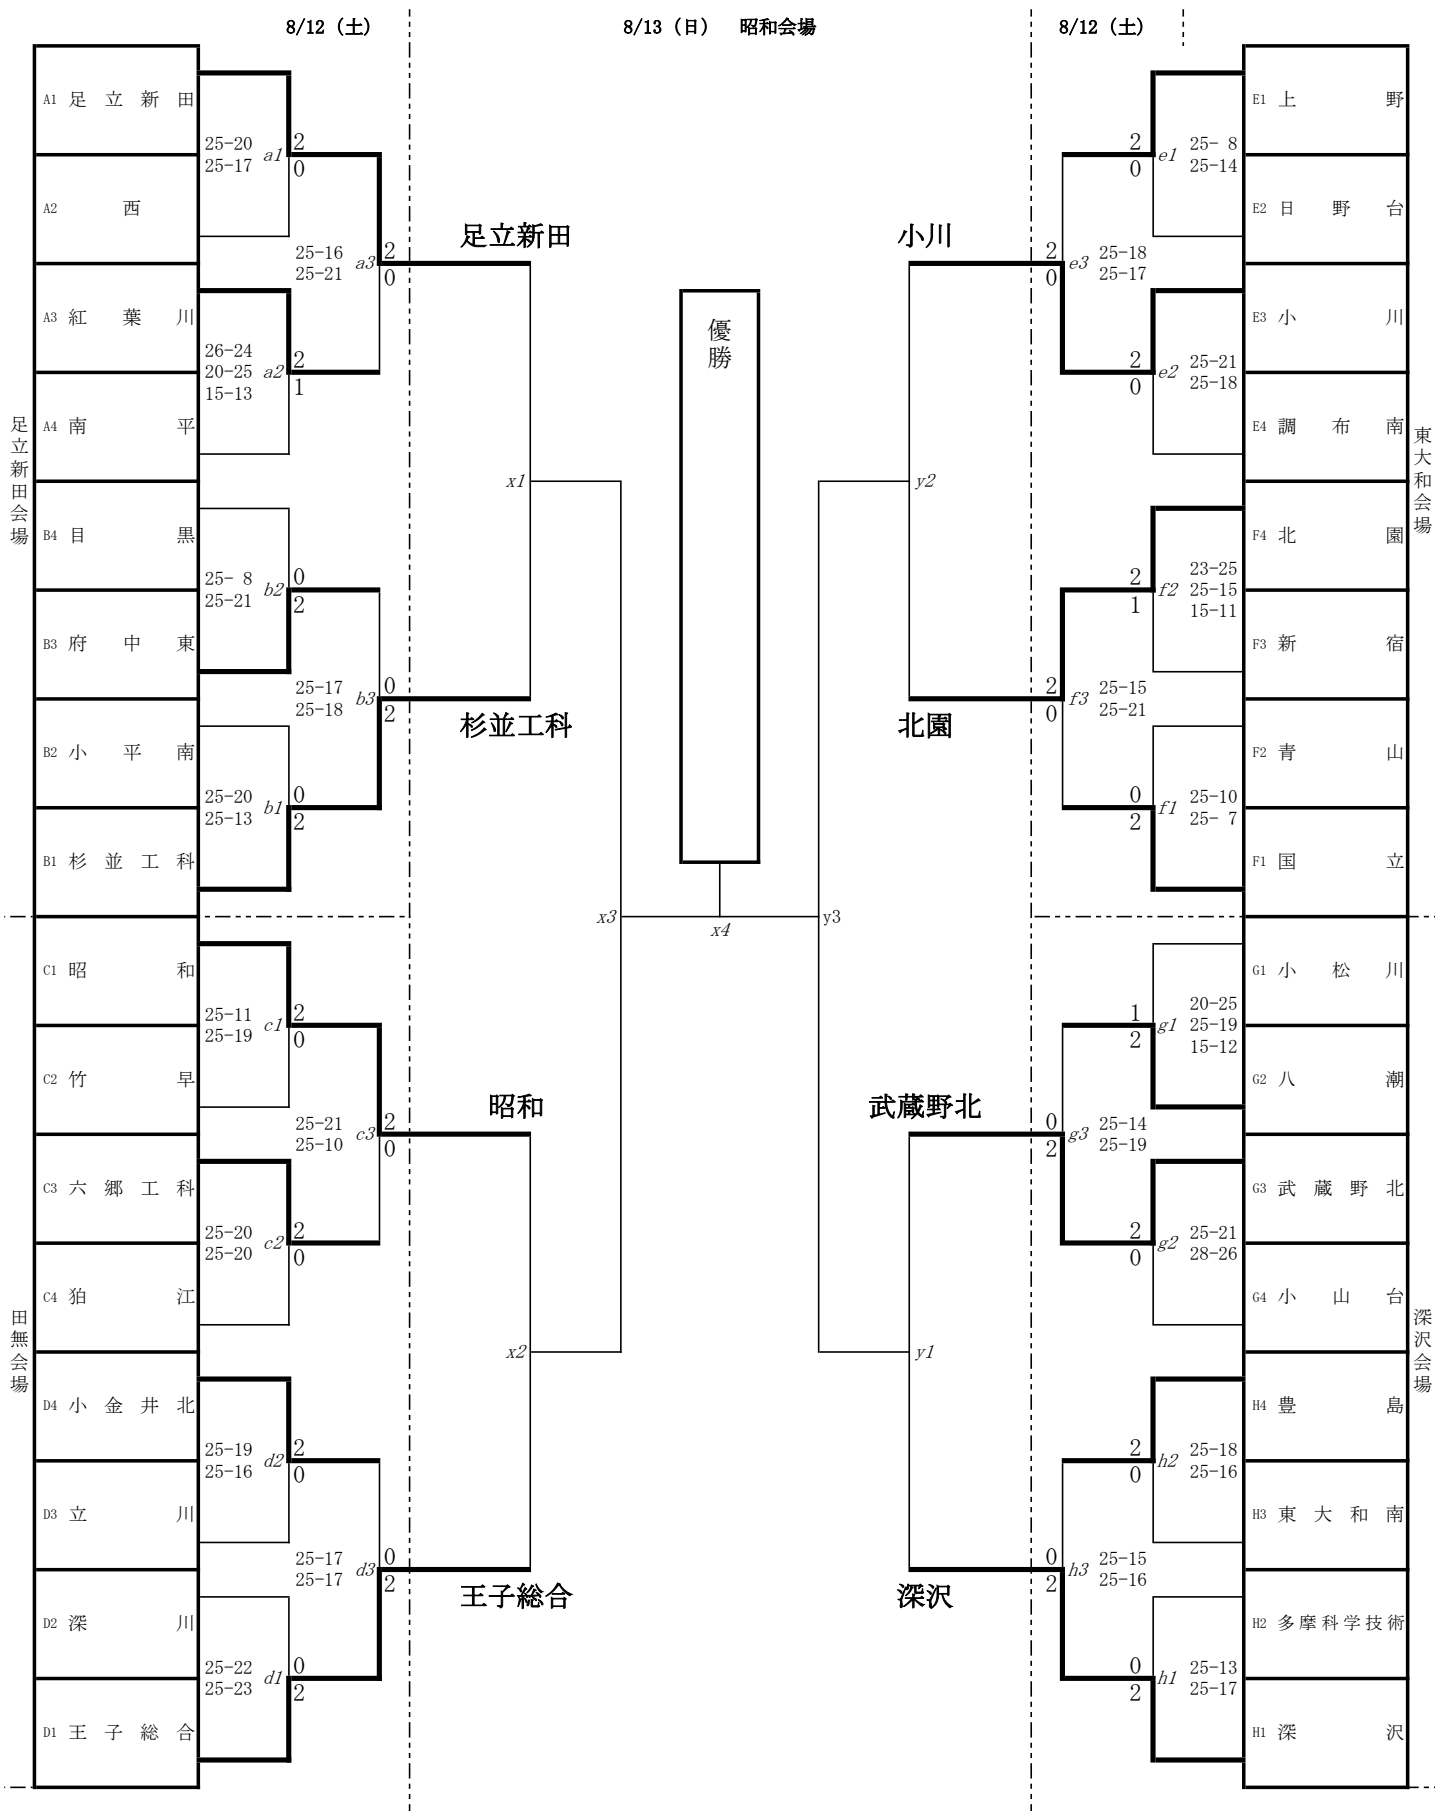 8/12（土）
8/13（日）　昭和会場
8/12（土）
足立新田会場
A1 足立新田
25-20
25-17
a1
2
0
A2 西
25-16
25-21
a3
2
0
足立新田
A3 紅葉川
26-24
20-25
15-13
a2
2
1
A4 南平
x1
B4 目黒
25- 8
25-21
b2
0
2
B3 府中東
25-17
25-18
b3
0
2
杉並工科
B2 小平南
25-20
25-13
b1
0
2
B1 杉並工科
x3
田無会場
C1 昭和
25-11
25-19
c1
2
0
C2 竹早
25-21
25-10
c3
2
0
昭和
C3 六郷工科
25-20
25-20
c2
2
0
C4 狛江
x2
D4 小金井北
25-19
25-16
d2
2
0
D3 立川
25-17
25-17
d3
0
2
王子総合
D2 深川
25-22
25-23
d1
0
2
D1 王子総合
優勝
x4
y3
東大和会場
E1 上野
2
0
e1
25- 8
25-14
E2 日野台
小川
2
0
e3
25-18
25-17
E3 小川
2
0
e2
25-21
25-18
E4 調布南
y2
F4 北園
2
1
f2
23-25
25-15
15-11
F3 新宿
北園
2
0
f3
25-15
25-21
F2 青山
0
2
f1
25-10
25- 7
F1 国立
深沢会場
G1 小松川
1
2
g1
20-25
25-19
15-12
G2 八潮
武蔵野北
0
2
g3
25-14
25-19
G3 武蔵野北
2
0
g2
25-21
28-26
G4 小山台
y1
H4 豊島
2
0
h2
25-18
25-16
H3 東大和南
深沢
0
2
h3
25-15
25-16
H2 多摩科学技術
0
2
h1
25-13
25-17
H1 深沢